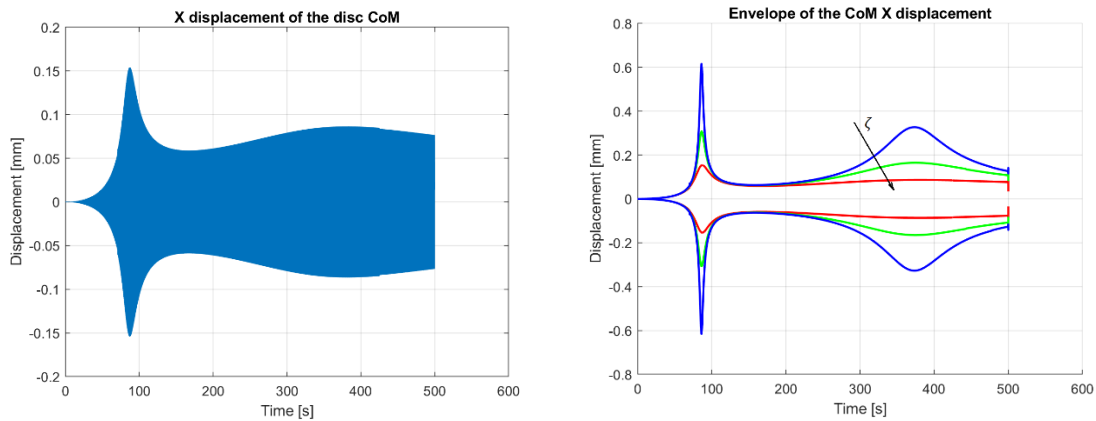 X displacement of the disc CoM
Displacement [mm]
0.2
0.15
0.1
0.05
0
-0.05
-0.1
-0.15
-0.2
0 100 200 300 400 500 600
Time [s]
Envelope of the CoM X displacement
Displacement [mm]
0.8
0.6
0.4
0.2
0
-0.2
-0.4
-0.6
-0.8
ζ
0 100 200 300 400 500 600
Time [s]